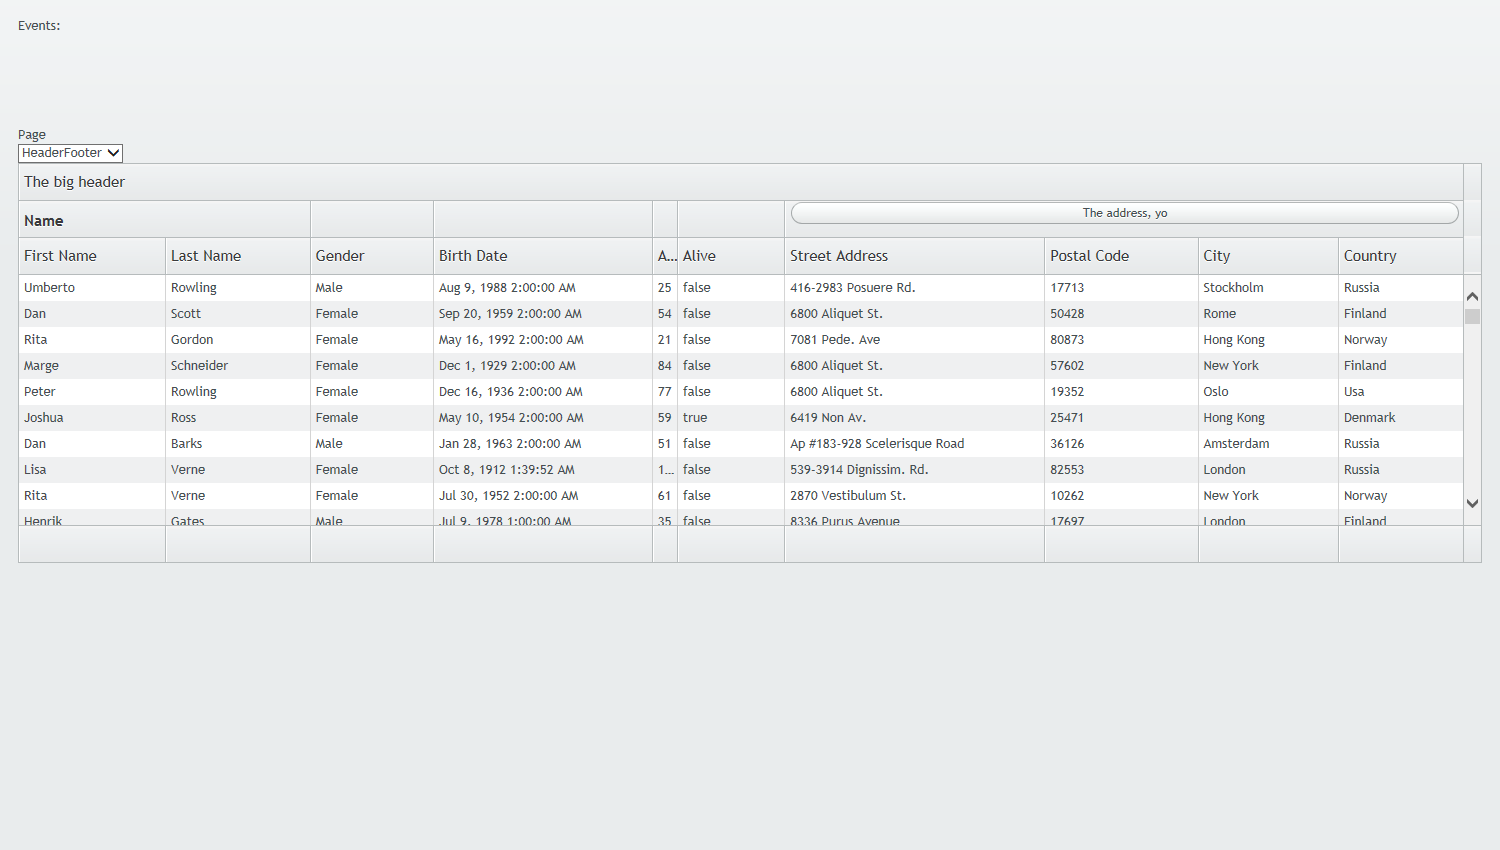 Events:
Page
HeaderFooter
The big header
Name The address, yo
First Name Last Name Gender Birth Date A... Alive Street Address Postal Code City Country
Umberto Rowling Male Aug 9, 1988 2:00:00 AM 25 false 416-2983 Posuere Rd. 17713 Stockholm Russia
Dan Scott Female Sep 20, 1959 2:00:00 AM 54 false 6800 Aliquet St. 50428 Rome Finland
Rita Gordon Female May 16, 1992 2:00:00 AM 21 false 7081 Pede. Ave 80873 Hong Kong Norway
Marge Schneider Female Dec 1, 1929 2:00:00 AM 84 false 6800 Aliquet St. 57602 New York Finland
Peter Rowling Female Dec 16, 1936 2:00:00 AM 77 false 6800 Aliquet St. 19352 Oslo Usa
Joshua Ross Female May 10, 1954 2:00:00 AM 59 true 6419 Non Av. 25471 Hong Kong Denmark
Dan Barks Male Jan 28, 1963 2:00:00 AM 51 false Ap #183-928 Scelerisque Road 36126 Amsterdam Russia
Lisa Verne Female Oct 8, 1912 1:39:52 AM 1... false 539-3914 Dignissim. Rd. 82553 London Russia
Rita Verne Female Jul 30, 1952 2:00:00 AM 61 false 2870 Vestibulum St. 10262 New York Norway
Henrik Gates Male Jul 9, 1978 1:00:00 AM 35 false 8336 Purus Avenue 17697 London Finland